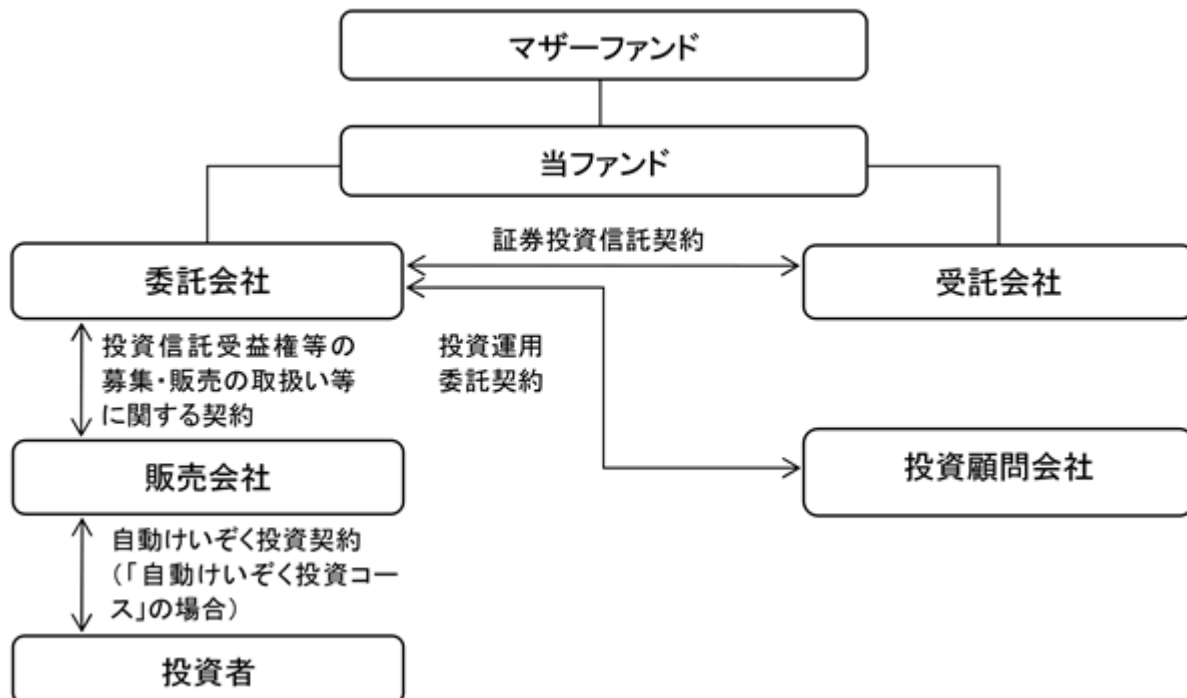 マザーファンド
当ファンド
証券投資信託契約
委託会社
受託会社
投資信託受益権等の
募集・販売の取扱い等
に関する契約
投資運用
委託契約
販売会社
投資顧問会社
自動けいぞく投資契約
(「自動けいぞく投資コー
ス」の場合)
投資者